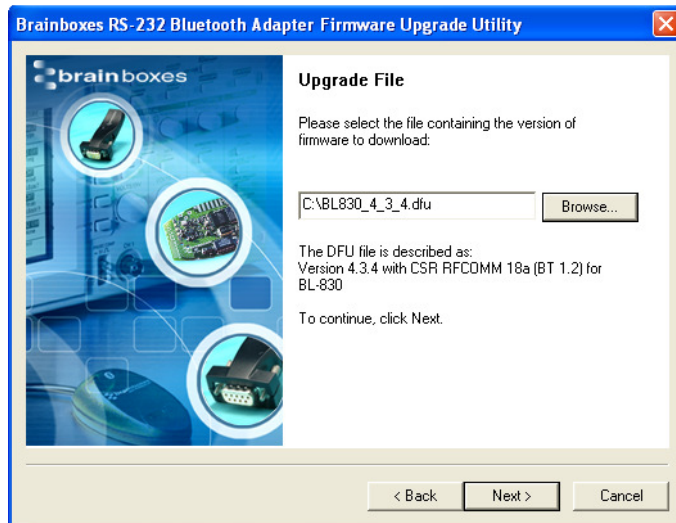 Brainboxes RS-232 Bluetooth Adapter Firmware Upgrade Utility
brainboxes
Upgrade File
Please select the file containing the version of
firmware to download:
C:\BL830_4_3_4.dfu
Browse...
The DFU file is described as:
Version 4.3.4 with CSR RFCOMM 18a (BT 1.2) for
BL-830
To continue, click Next.
< Back
Next >
Cancel